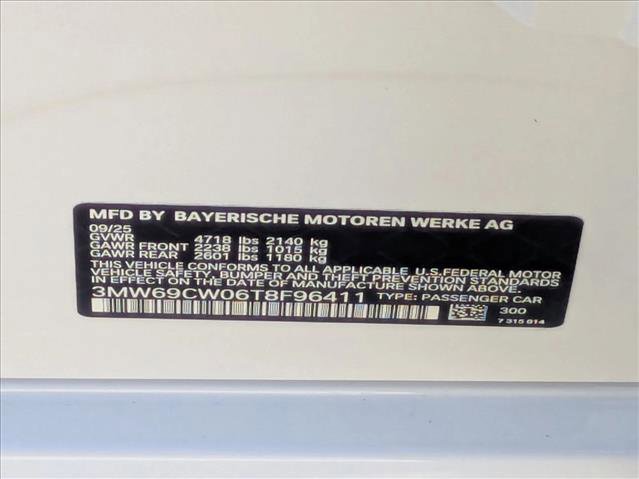 MFD BY BAYERISCHE MOTOREN WERKE AG
09/25
GVWR 4718 lbs 2140 kg
GAWR FRONT 2238 lbs 1015 kg
GAWR REAR 2601 lbs 1180 kg
THIS VEHICLE CONFORMS TO ALL APPLICABLE U.S.FEDERAL MOTOR
VEHICLE SAFETY, BUMPER AND THEFT PREVENTION STANDARDS
IN EFFECT ON THE DATE OF MANUFACTURE SHOWN ABOVE.
3MW69CW06T8F96411 TYPE: PASSENGER CAR
300
7 315 014